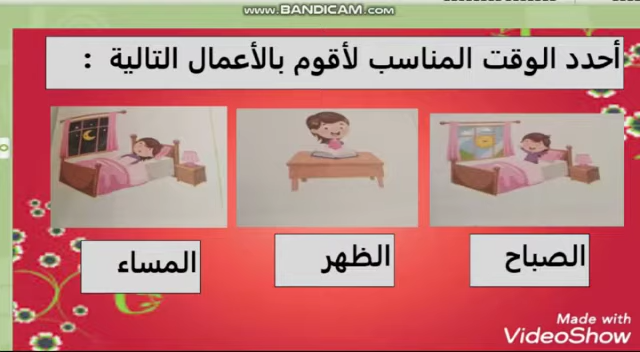 WWW.BANDICAM.COM
أحدد الوقت المناسب لأقوم بالأعمال التالية :
الصباح
الظهر
المساء
Made with
VideoShow